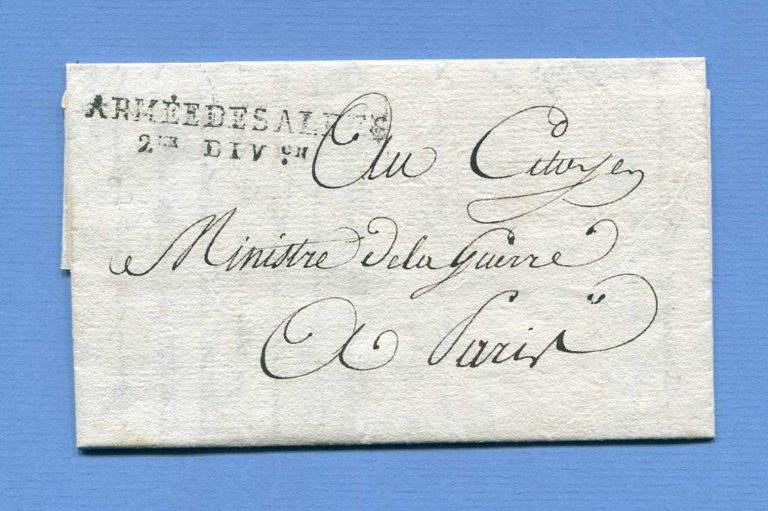 ARMÉE DES ALPES
2ME DIVON
Au Citoyen
Ministre de la Guerre
A Paris